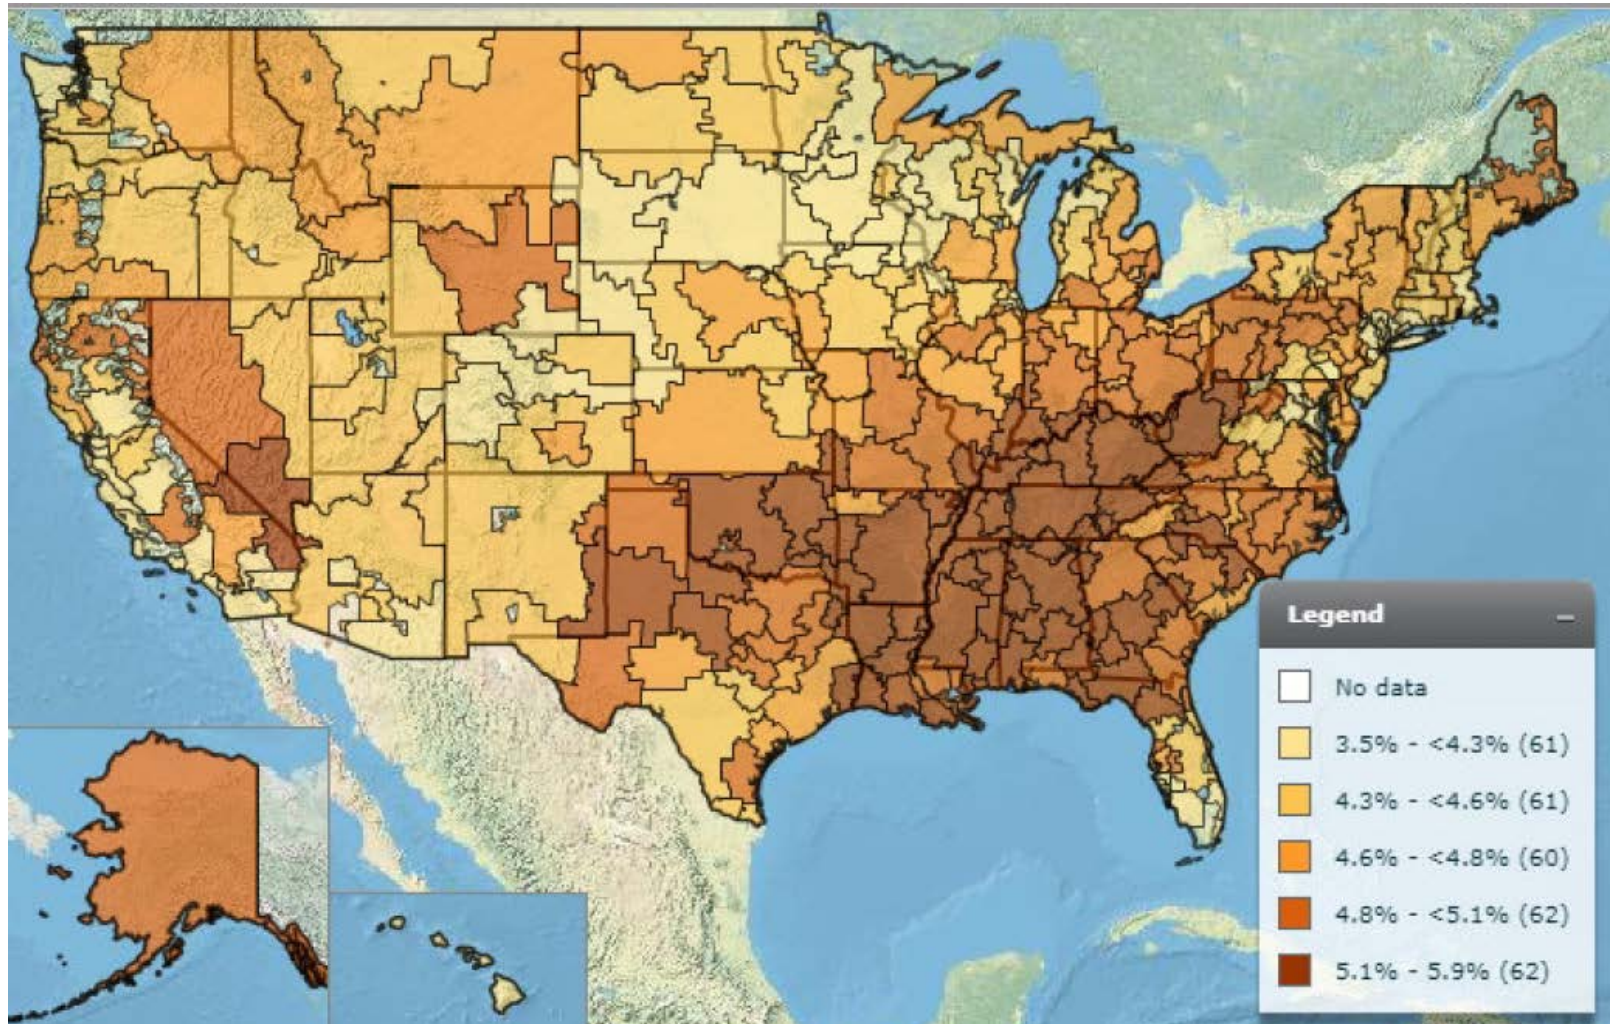 Legend
No data
3.5% - <4.3% (61)
4.3% - <4.6% (61)
4.6% - <4.8% (60)
4.8% - <5.1% (62)
5.1% - 5.9% (62)